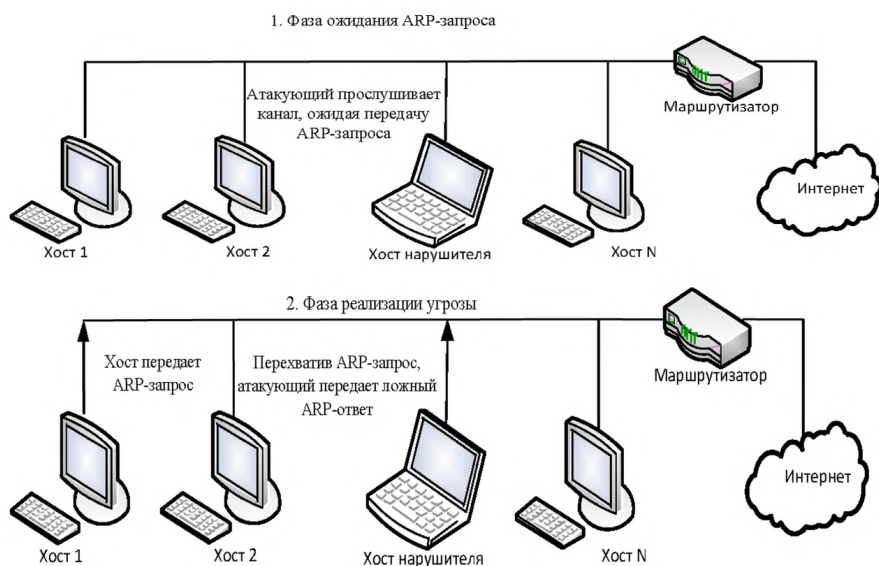 1. Фаза ожидания ARP-запроса
Атакующий прослушивает
канал, ожидая передачу
ARP-запроса
Маршрутизатор
Интернет
Хост 1
Хост 2
Хост нарушителя
Хост N
2. Фаза реализации угрозы
Хост передает
ARP-запрос
Перехватив ARP-запрос,
атакующий передает ложный
ARP-ответ
Маршрутизатор
Интернет
Хост 1
Хост 2
Хост нарушителя
Хост N